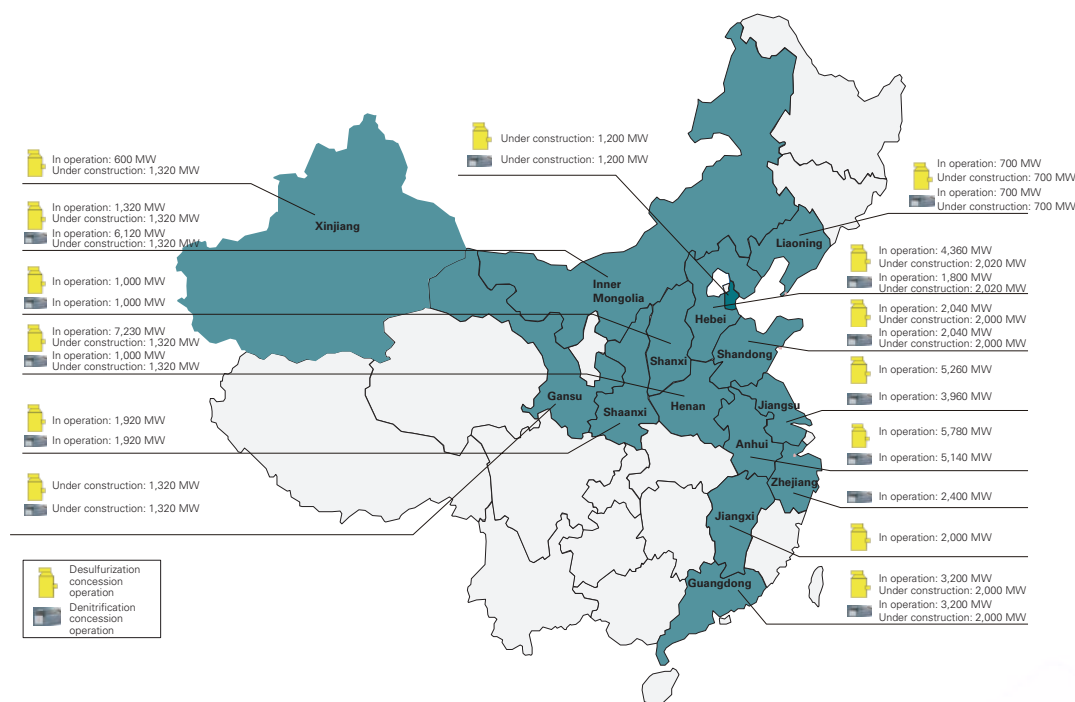 In operation: 600 MW
Under construction: 1,320 MW
In operation: 1,320 MW
Under construction: 1,320 MW
In operation: 6,120 MW
Under construction: 1,320 MW
In operation: 1,000 MW
In operation: 1,000 MW
In operation: 7,230 MW
Under construction: 1,320 MW
In operation: 1,000 MW
Under construction: 1,320 MW
In operation: 1,920 MW
In operation: 1,920 MW
Under construction: 1,320 MW
Under construction: 1,320 MW
Desulfurization
concession
operation
Denitrification
concession
operation
Under construction: 1,200 MW
Under construction: 1,200 MW
Xinjiang
Inner
Mongolia
Liaoning
Hebei
Shanxi
Shandong
Gansu
Shaanxi
Henan
Jiangsu
Anhui
Zhejiang
Jiangxi
Guangdong
In operation: 700 MW
Under construction: 700 MW
In operation: 700 MW
Under construction: 700 MW
In operation: 4,360 MW
Under construction: 2,020 MW
In operation: 1,800 MW
Under construction: 2,020 MW
In operation: 2,040 MW
Under construction: 2,000 MW
In operation: 2,040 MW
Under construction: 2,000 MW
In operation: 5,260 MW
In operation: 3,960 MW
In operation: 5,780 MW
In operation: 5,140 MW
In operation: 2,400 MW
In operation: 2,000 MW
In operation: 3,200 MW
Under construction: 2,000 MW
In operation: 3,200 MW
Under construction: 2,000 MW